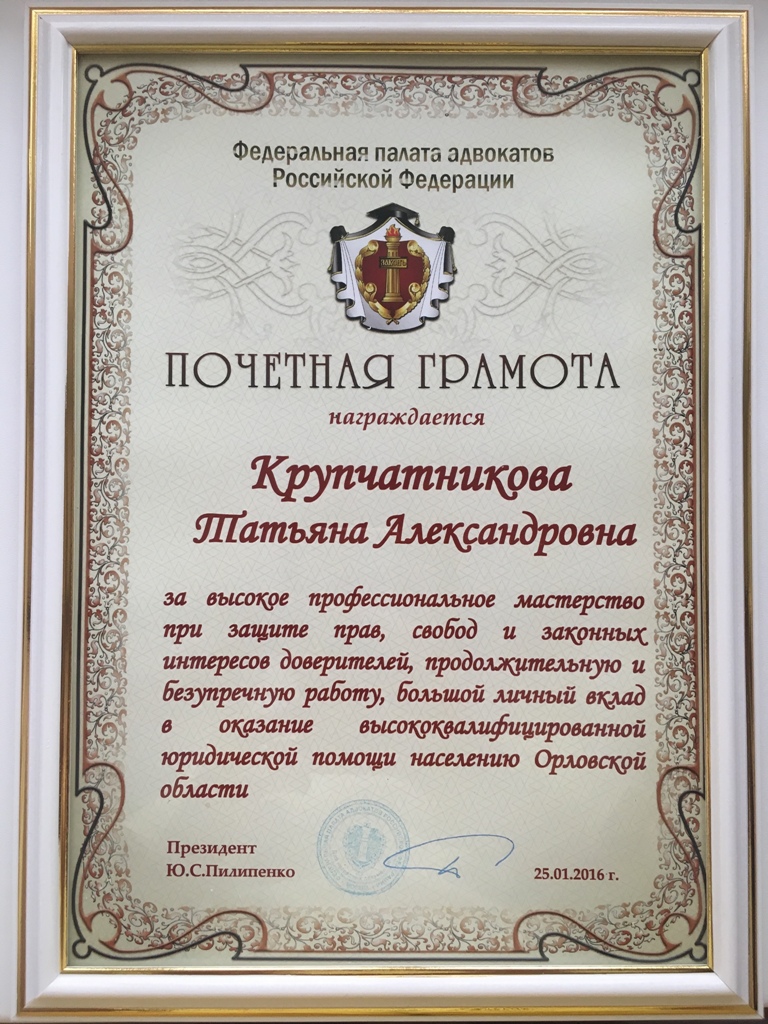 Федеральная палата адвокатов
Российской Федерации
ЗАКОНЪ
ПОЧЕТНАЯ ГРАМОТА
награждается
Крупчатникова
Татьяна Александровна
за высокое профессиональное мастерство
при защите прав, свобод и законных
интересов доверителей, продолжительную и
безупречную работу, большой личный вклад
в оказание высококвалифицированной
юридической помощи населению Орловской
области
Президент
Ю.С.Пилипенко
25.01.2016 г.